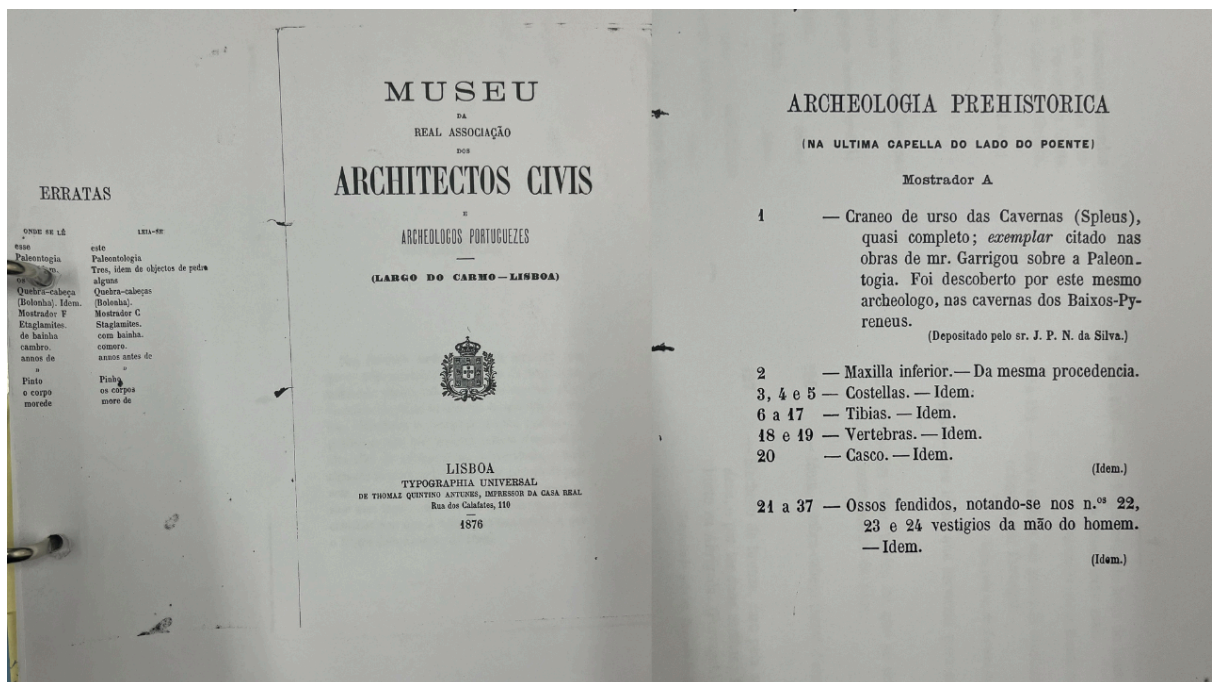 ERRATAS
ONDE SE LÊ LEIA-SE
esse este
Paleontogia Paleontologia
Tres, idem de objectos de pedra
os alguns
Quebra-cabeça Quebra-cabeças
(Bolonha). Idem. (Bolonha).
Mostrador F Mostrador G
Etaglamites. Staglamites.
de bainha com bainha.
cambro. comoro.
annos de annos antes de
» »
Pinto Pinho
o corpo os corpos
morede more de
MUSEU
DA
REAL ASSOCIAÇÃO
DOS
ARCHITECTOS CIVIS
E
ARCHEOLOGOS PORTUGUEZES
(LARGO DO CARMO—LISBOA)
LISBOA
TYPOGRAPHIA UNIVERSAL
DE THOMAZ QUINTINO ANTUNES, IMPRESSOR DA CASA REAL
Rua dos Calafates, 110
1876
ARCHEOLOGIA PREHISTORICA
(NA ULTIMA CAPELLA DO LADO DO POENTE)
Mostrador A
1 — Craneo de urso das Cavernas (Spleus),
quasi completo; exemplar citado nas
obras de mr. Garrigou sobre a Paleon-
togia. Foi descoberto por este mesmo
archeologo, nas cavernas dos Baixos-Py-
reneus.
(Depositado pelo sr. J. P. N. da Silva.)
2 — Maxilla inferior.— Da mesma procedencia.
3, 4 e 5 — Costellas. — Idem.
6 a 17 — Tibias. — Idem.
18 e 19 — Vertebras. — Idem.
20 — Casco. — Idem.
(Idem.)
21 a 37 — Ossos fendidos, notando-se nos n.os 22,
23 e 24 vestigios da mão do homem.
— Idem.
(Idem.)